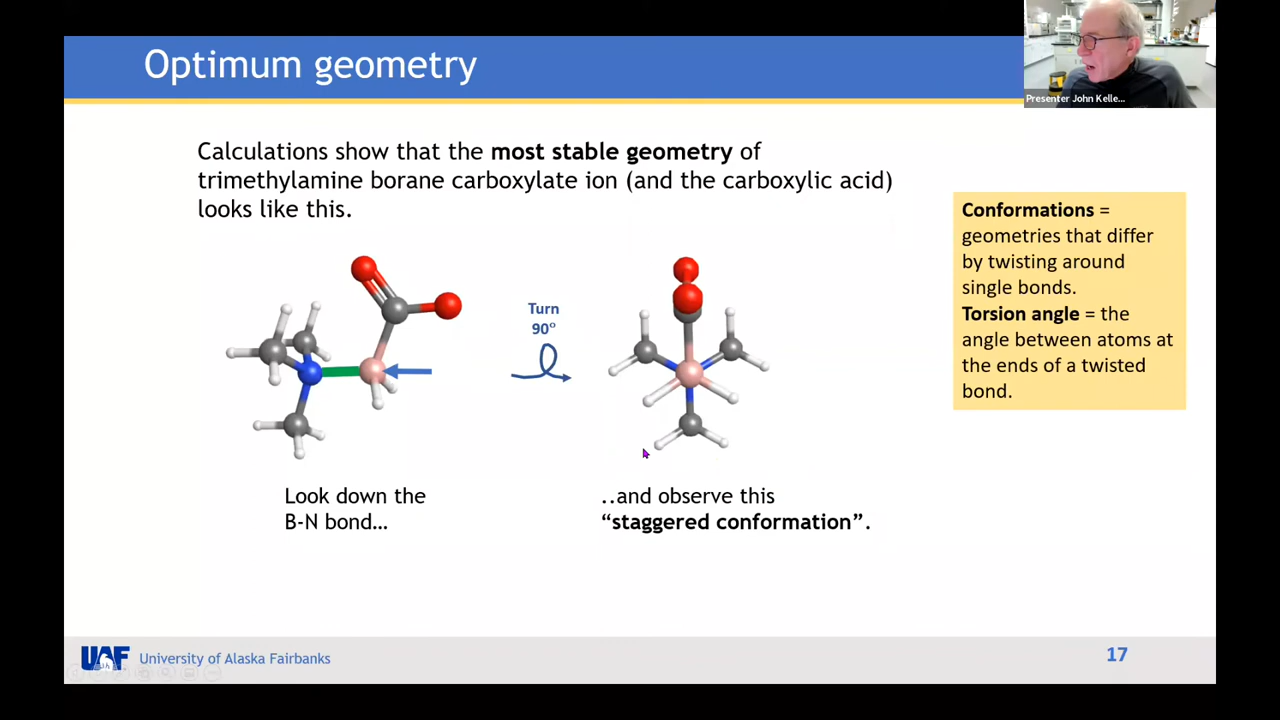 Optimum geometry
Presenter John Kelle...
Calculations show that the most stable geometry of
trimethylamine borane carboxylate ion (and the carboxylic acid)
looks like this.
Conformations =
geometries that differ
by twisting around
single bonds.
Torsion angle = the
angle between atoms at
the ends of a twisted
bond.
Turn
90°
Look down the
B-N bond…
..and observe this
“staggered conformation”.
UAF
University of Alaska Fairbanks
17